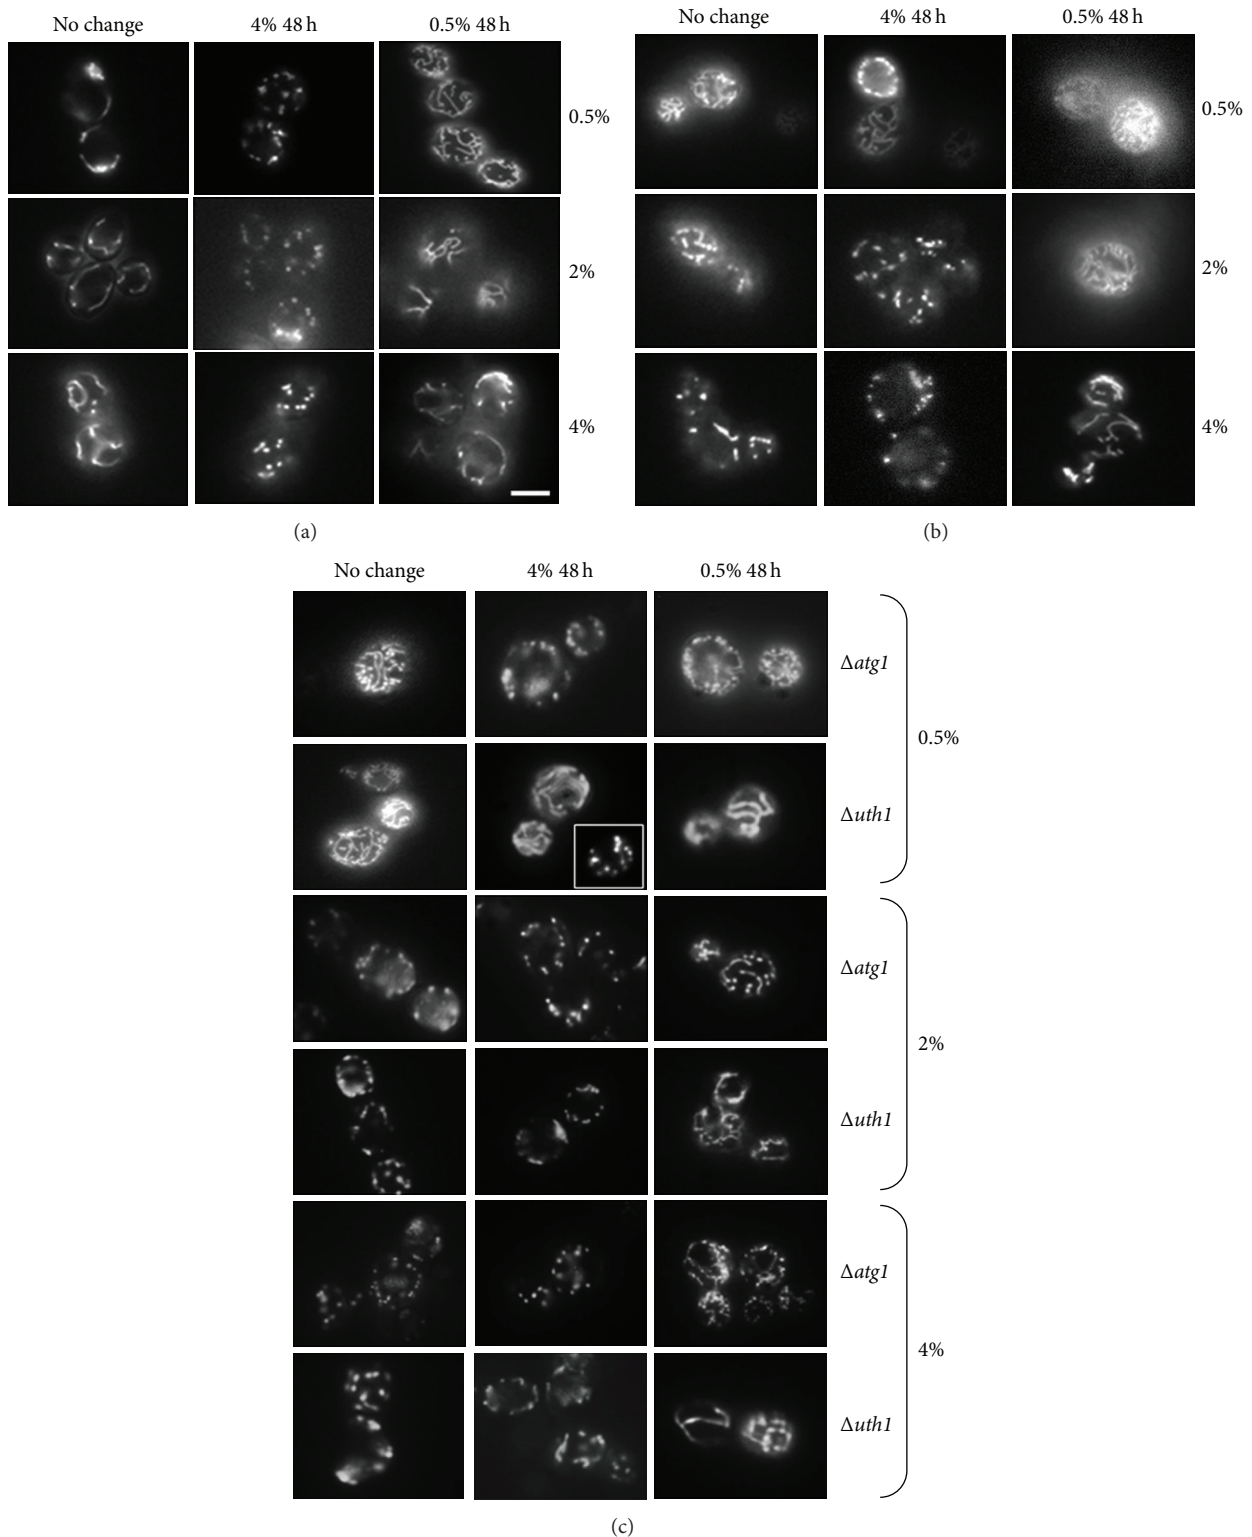 No change 4% 48 h 0.5% 48 h
0.5%
2%
4%
(a)
No change 4% 48 h 0.5% 48 h
0.5%
2%
4%
(b)
No change 4% 48 h 0.5% 48 h
Δatg1
0.5%
Δuth1
Δatg1
2%
Δuth1
Δatg1
4%
Δuth1
(c)